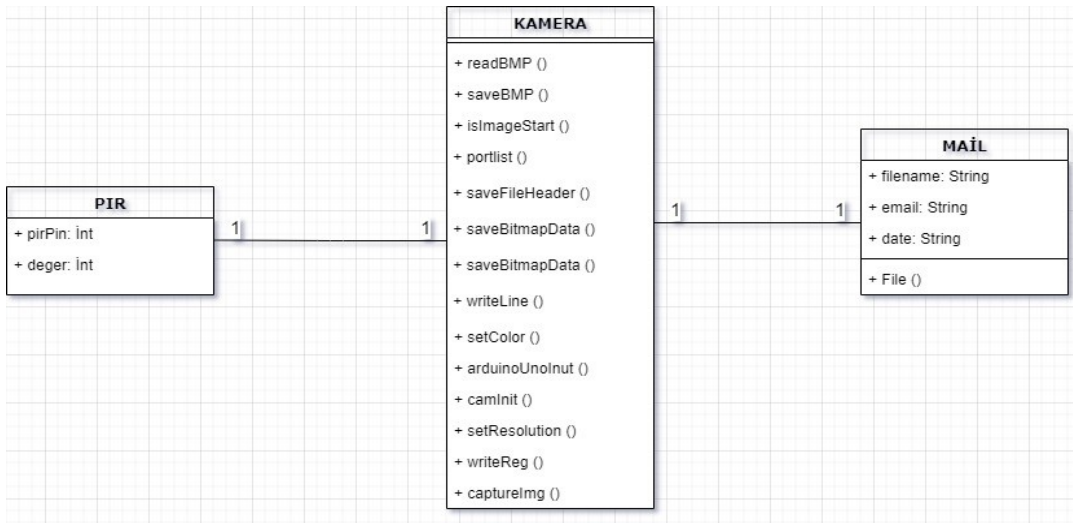 PIR
+ pirPin: İnt
+ deger: İnt
1
1
KAMERA
+ readBMP ()
+ saveBMP ()
+ isImageStart ()
+ portlist ()
+ saveFileHeader ()
+ saveBitmapData ()
+ saveBitmapData ()
+ writeLine ()
+ setColor ()
+ arduinoUnoInut ()
+ camInit ()
+ setResolution ()
+ writeReg ()
+ captureImg ()
1
1
MAİL
+ filename: String
+ email: String
+ date: String
+ File ()